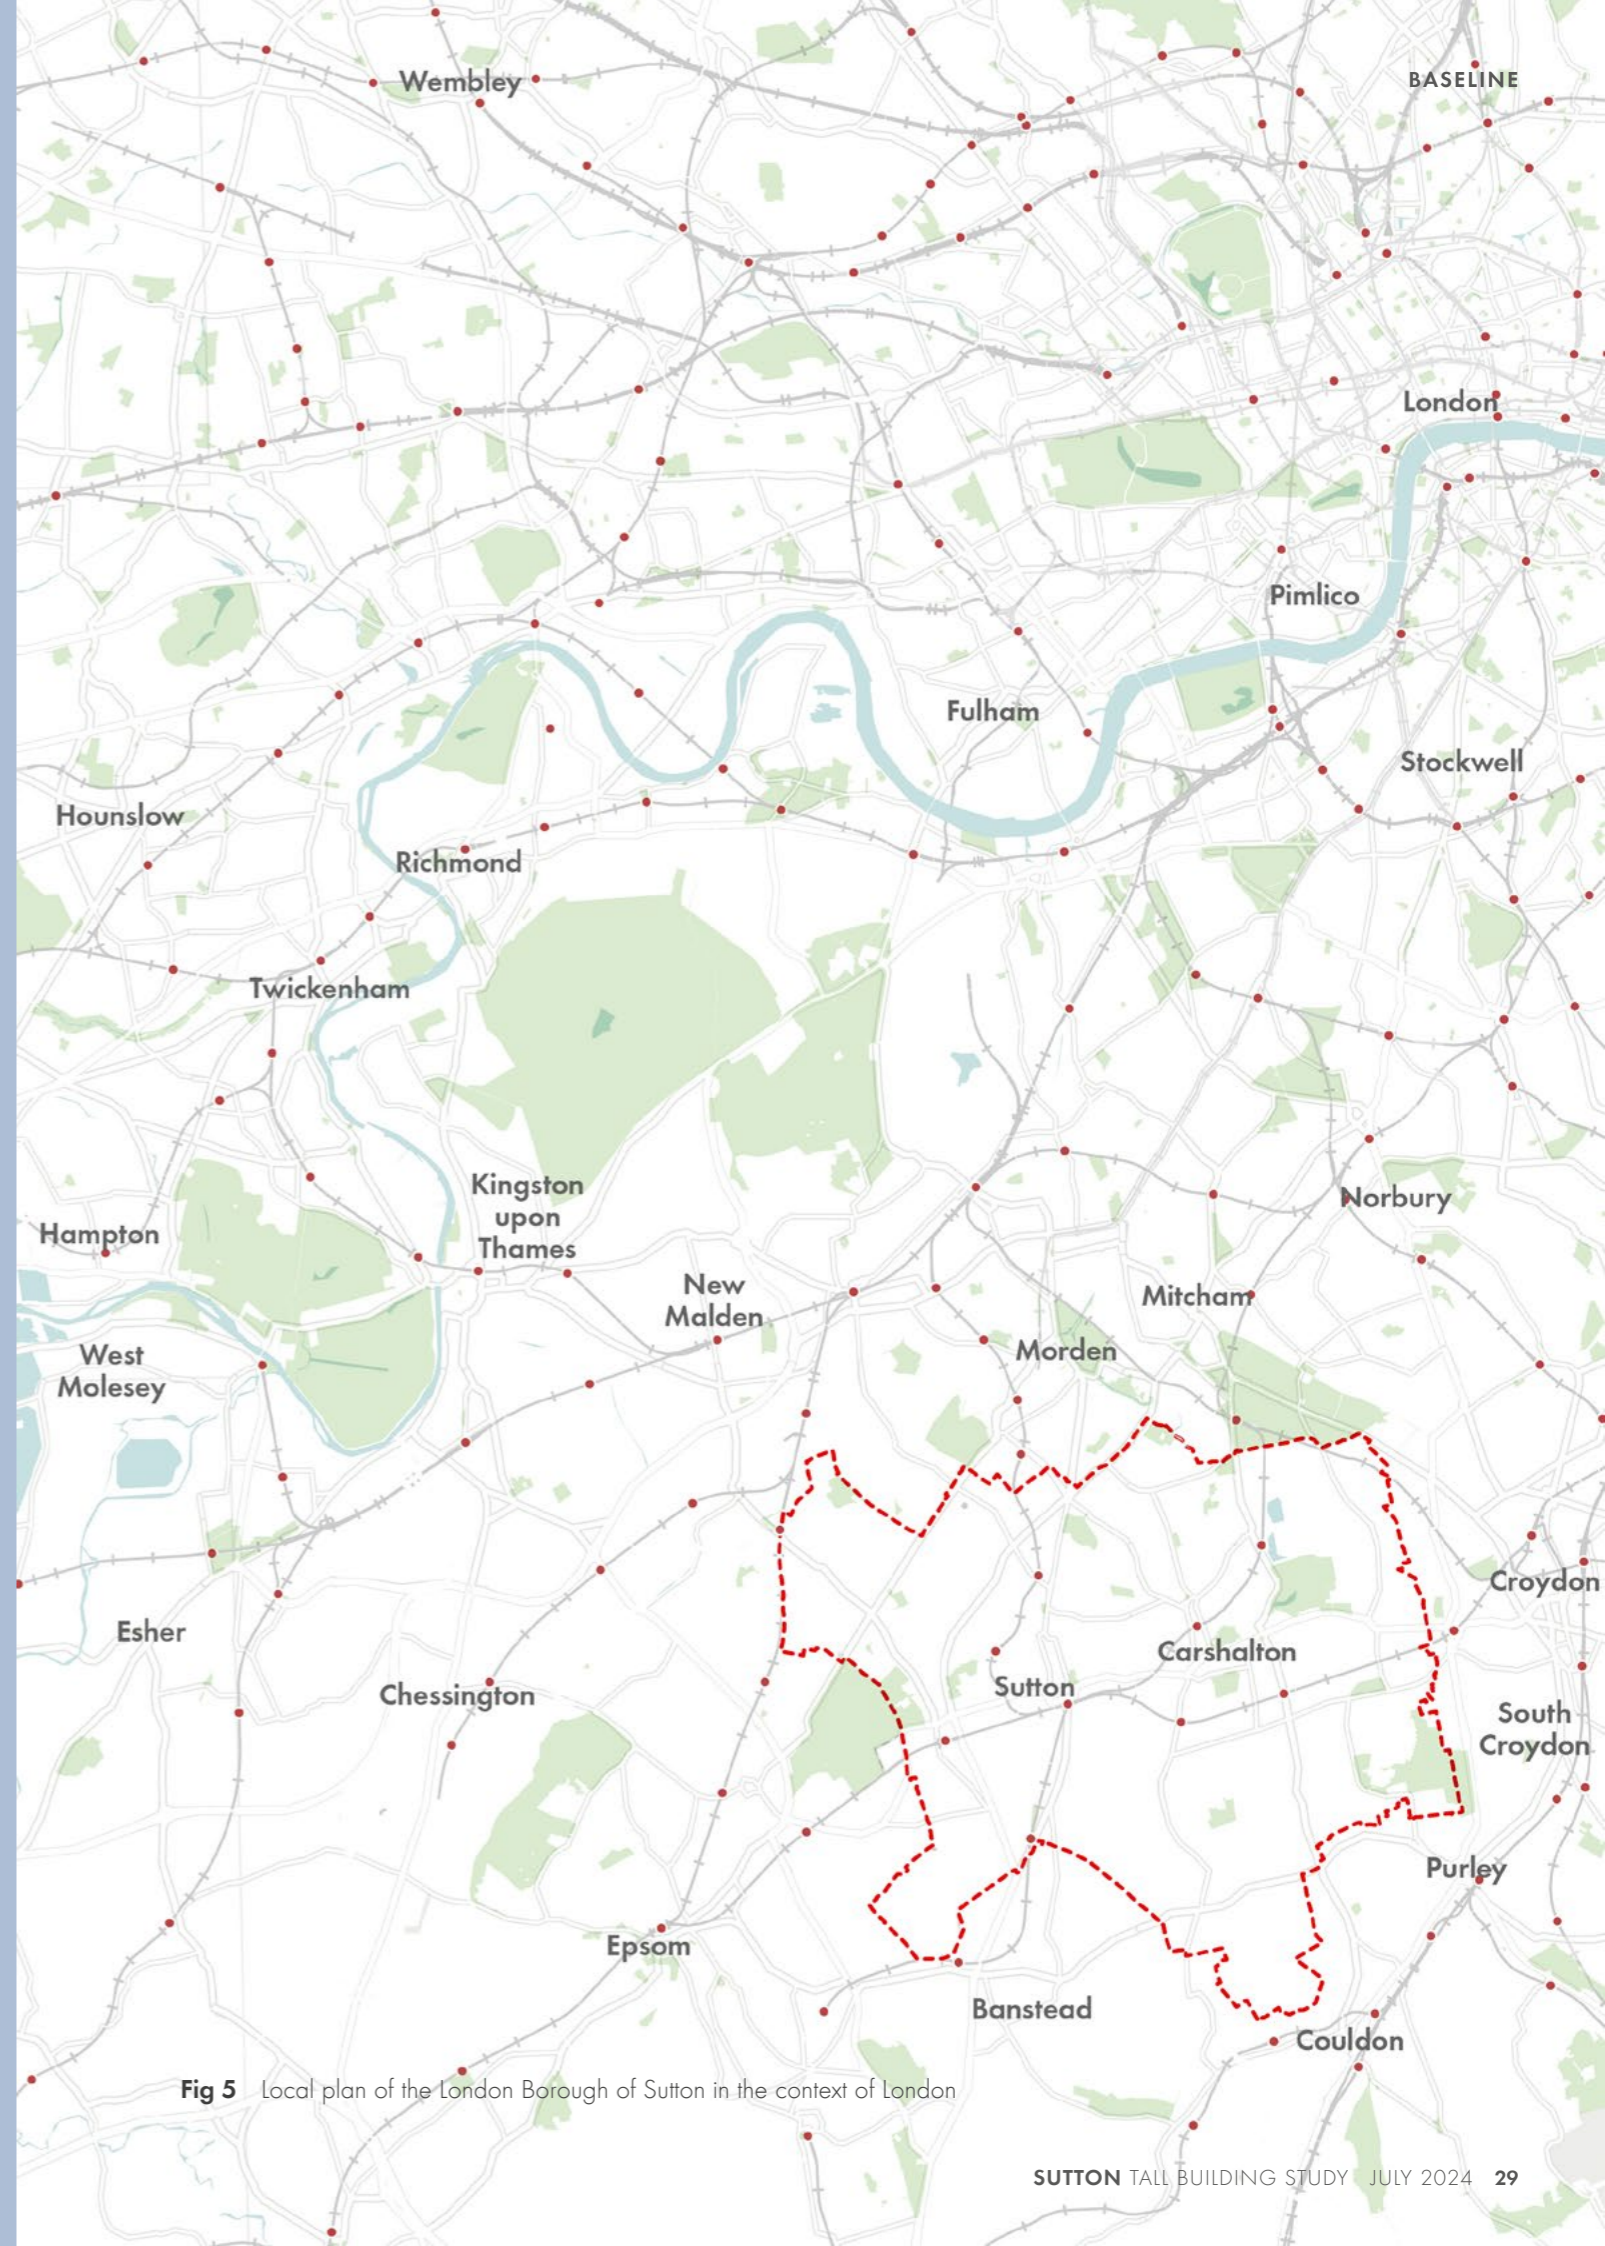 Wembley
BASELINE
London
Pimlico
Fulham
Stockwell
Hounslow
Richmond
Twickenham
Kingston
upon
Thames
Norbury
Hampton
New
Malden
Mitcham
West
Molesey
Morden
Croydon
Esher
Carshalton
Sutton
Chessington
South
Croydon
Purley
Epsom
Banstead
Couldon
Fig 5 Local plan of the London Borough of Sutton in the context of London
SUTTON TALL BUILDING STUDY JULY 2024 29